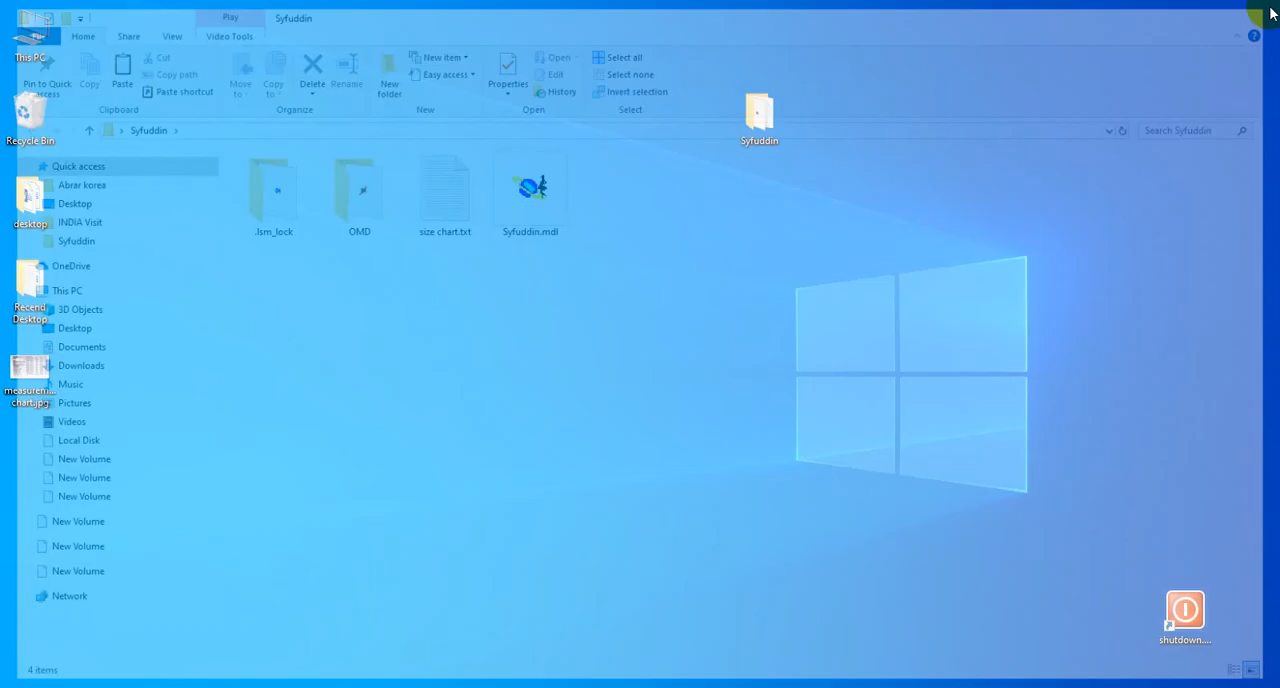 Play
Syfuddin
Home
Share
View
Video Tools
This PC
Pin to Quick
access
Copy
Paste
Cut
Copy path
Paste shortcut
Clipboard
Move
to
Copy
to
Delete
Rename
Organize
New
folder
New item
Easy access
New
Properties
Open
Edit
History
Open
Select all
Select none
Invert selection
Select
Syfuddin
Search Syfuddin
Recycle Bin
Syfuddin
Quick access
Abrar korea
Desktop
INDIA Visit
Syfuddin
OneDrive
This PC
3D Objects
Desktop
Documents
Downloads
Music
Pictures
Videos
Local Disk
New Volume
New Volume
New Volume
New Volume
New Volume
New Volume
Network
desktop
Recend
Desktop
measurem...
chart.jpg
.lsm_lock
OMD
size chart.txt
Syfuddin.mdl
shutdown....
4 items